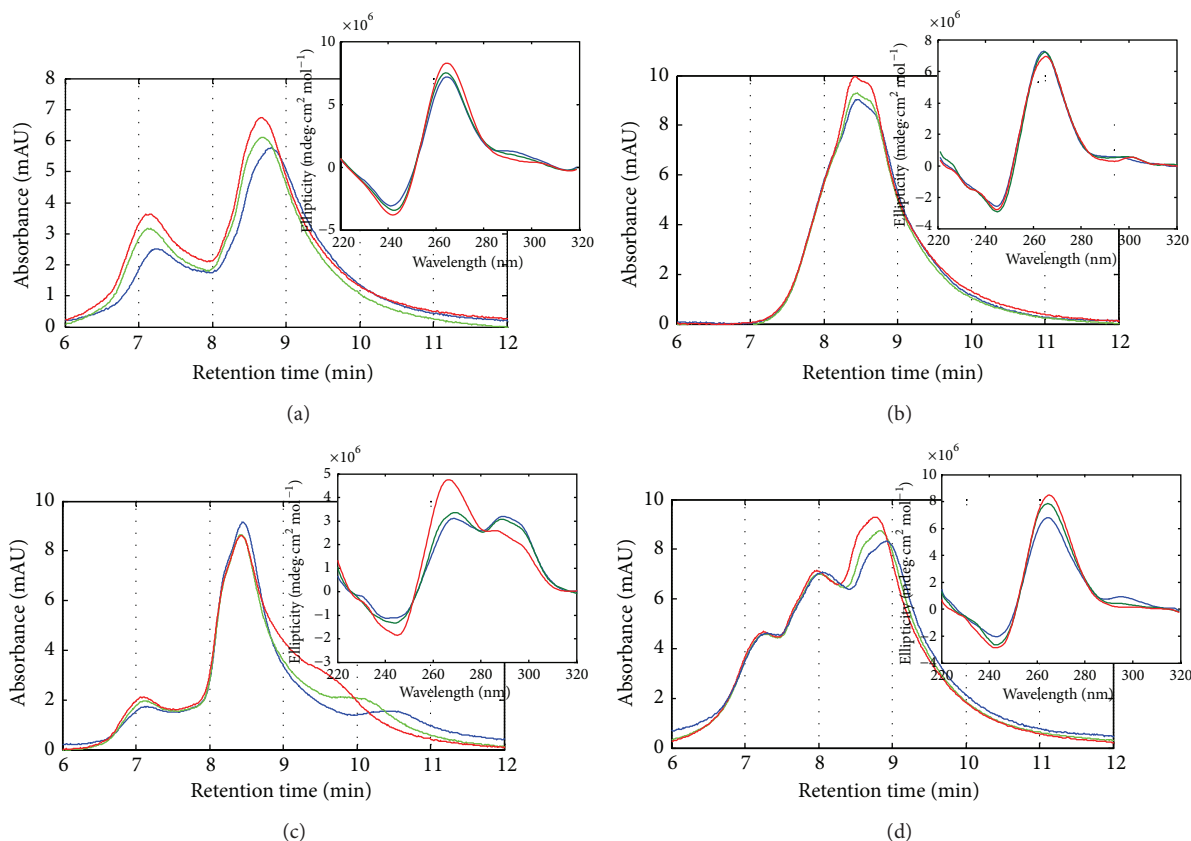 ×10⁶
10
5
0
−5
220 240 260 280 300 320
Ellipticity (mdeg·cm² mol⁻¹)
Wavelength (nm)
8
7
6
5
4
3
2
1
0
6 7 8 9 10 11 12
Absorbance (mAU)
Retention time (min)
(a)
×10⁶
8
6
4
2
0
−2
−4
220 240 260 280 300 320
Ellipticity (mdeg·cm² mol⁻¹)
Wavelength (nm)
10
8
6
4
2
0
6 7 8 9 10 11 12
Absorbance (mAU)
Retention time (min)
(b)
×10⁶
5
4
3
2
1
0
−1
−2
−3
220 240 260 280 300 320
Ellipticity (mdeg·cm² mol⁻¹)
Wavelength (nm)
10
8
6
4
2
0
6 7 8 9 10 11 12
Absorbance (mAU)
Retention time (min)
(c)
×10⁶
10
8
6
4
2
0
−2
−4
220 240 260 280 300 320
Ellipticity (mdeg·cm² mol⁻¹)
Wavelength (nm)
10
8
6
4
2
0
6 7 8 9 10 11 12
Absorbance (mAU)
Retention time (min)
(d)